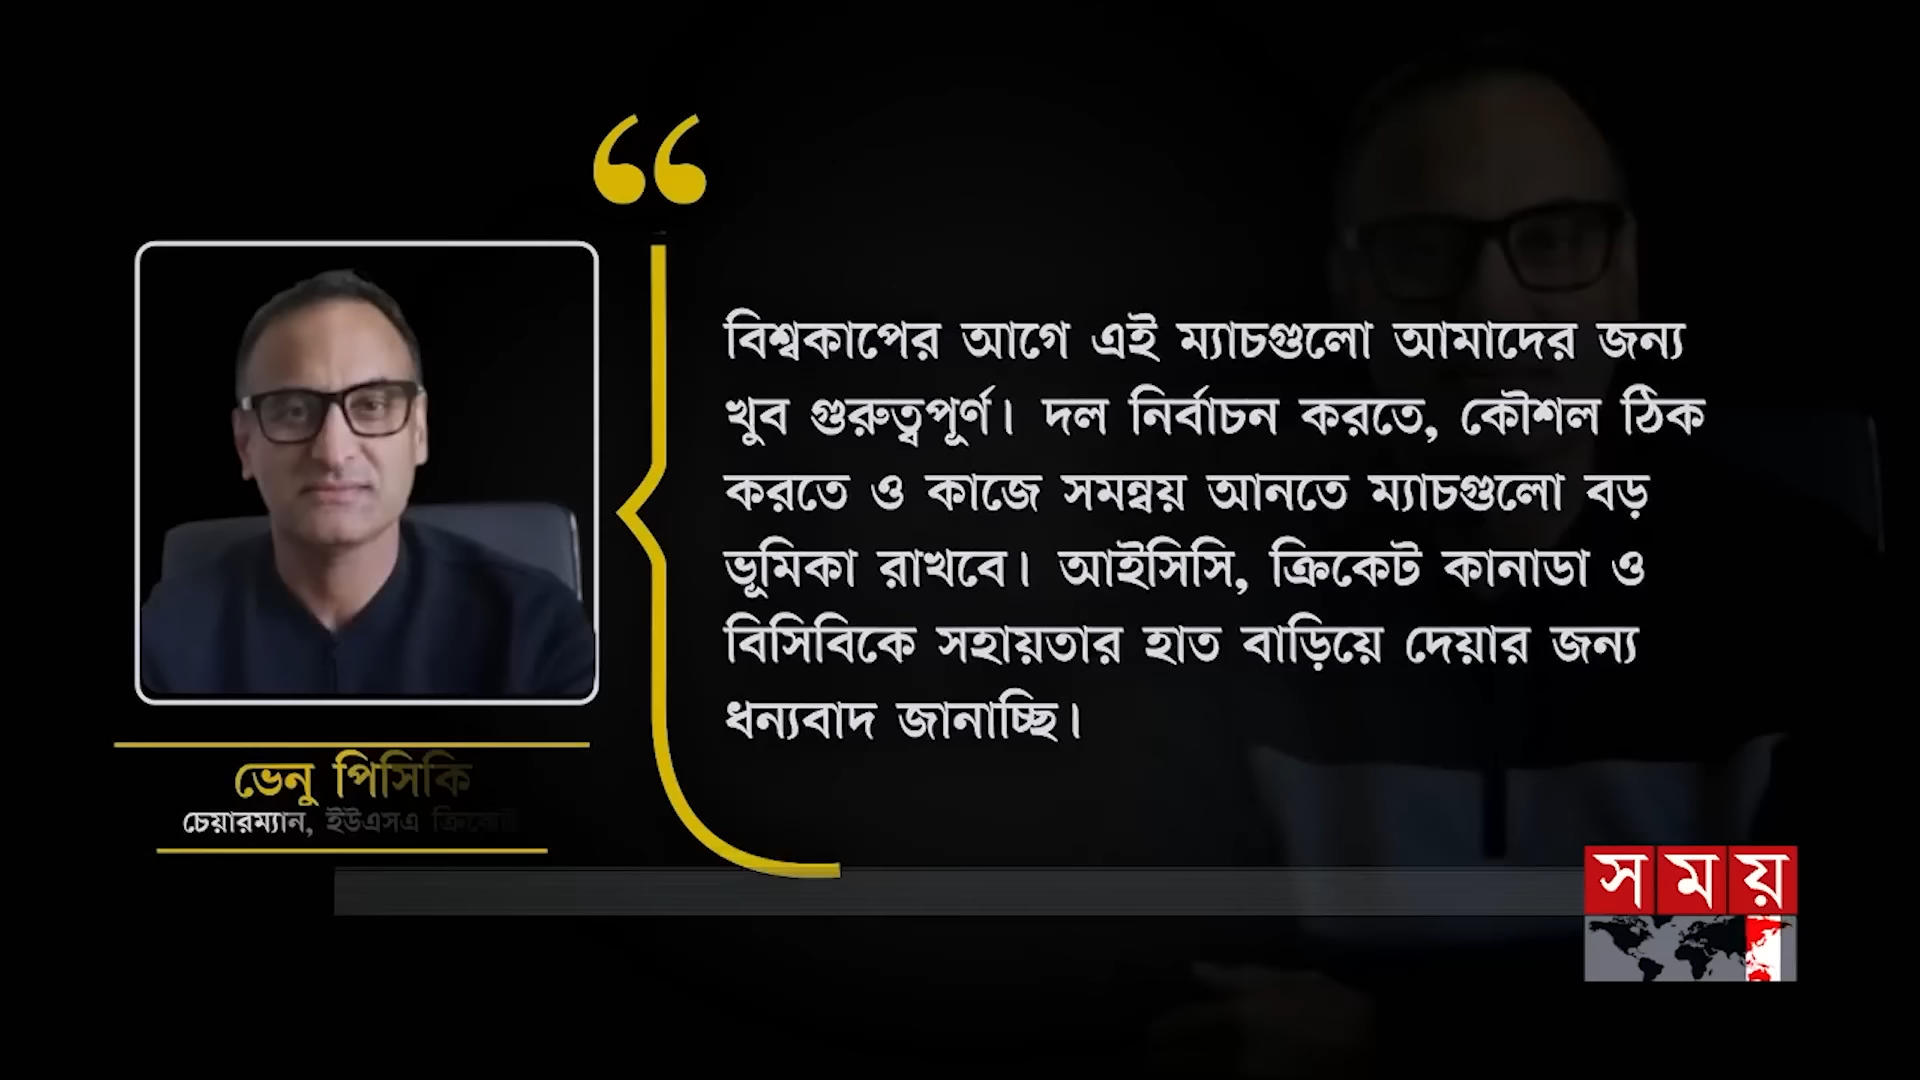 বিশ্বকাপের আগে এই ম্যাচগুলো আমাদের জন্য
খুব গুরুত্বপূর্ণ। দল নির্বাচন করতে, কৌশল ঠিক
করতে ও কাজে সমন্বয় আনতে ম্যাচগুলো বড়
ভূমিকা রাখবে। আইসিসি, ক্রিকেট কানাডা ও
বিসিবিকে সহায়তার হাত বাড়িয়ে দেয়ার জন্য
ধন্যবাদ জানাচ্ছি।
ভেনু পিসিকি
চেয়ারম্যান, ইউএসএ
সময়